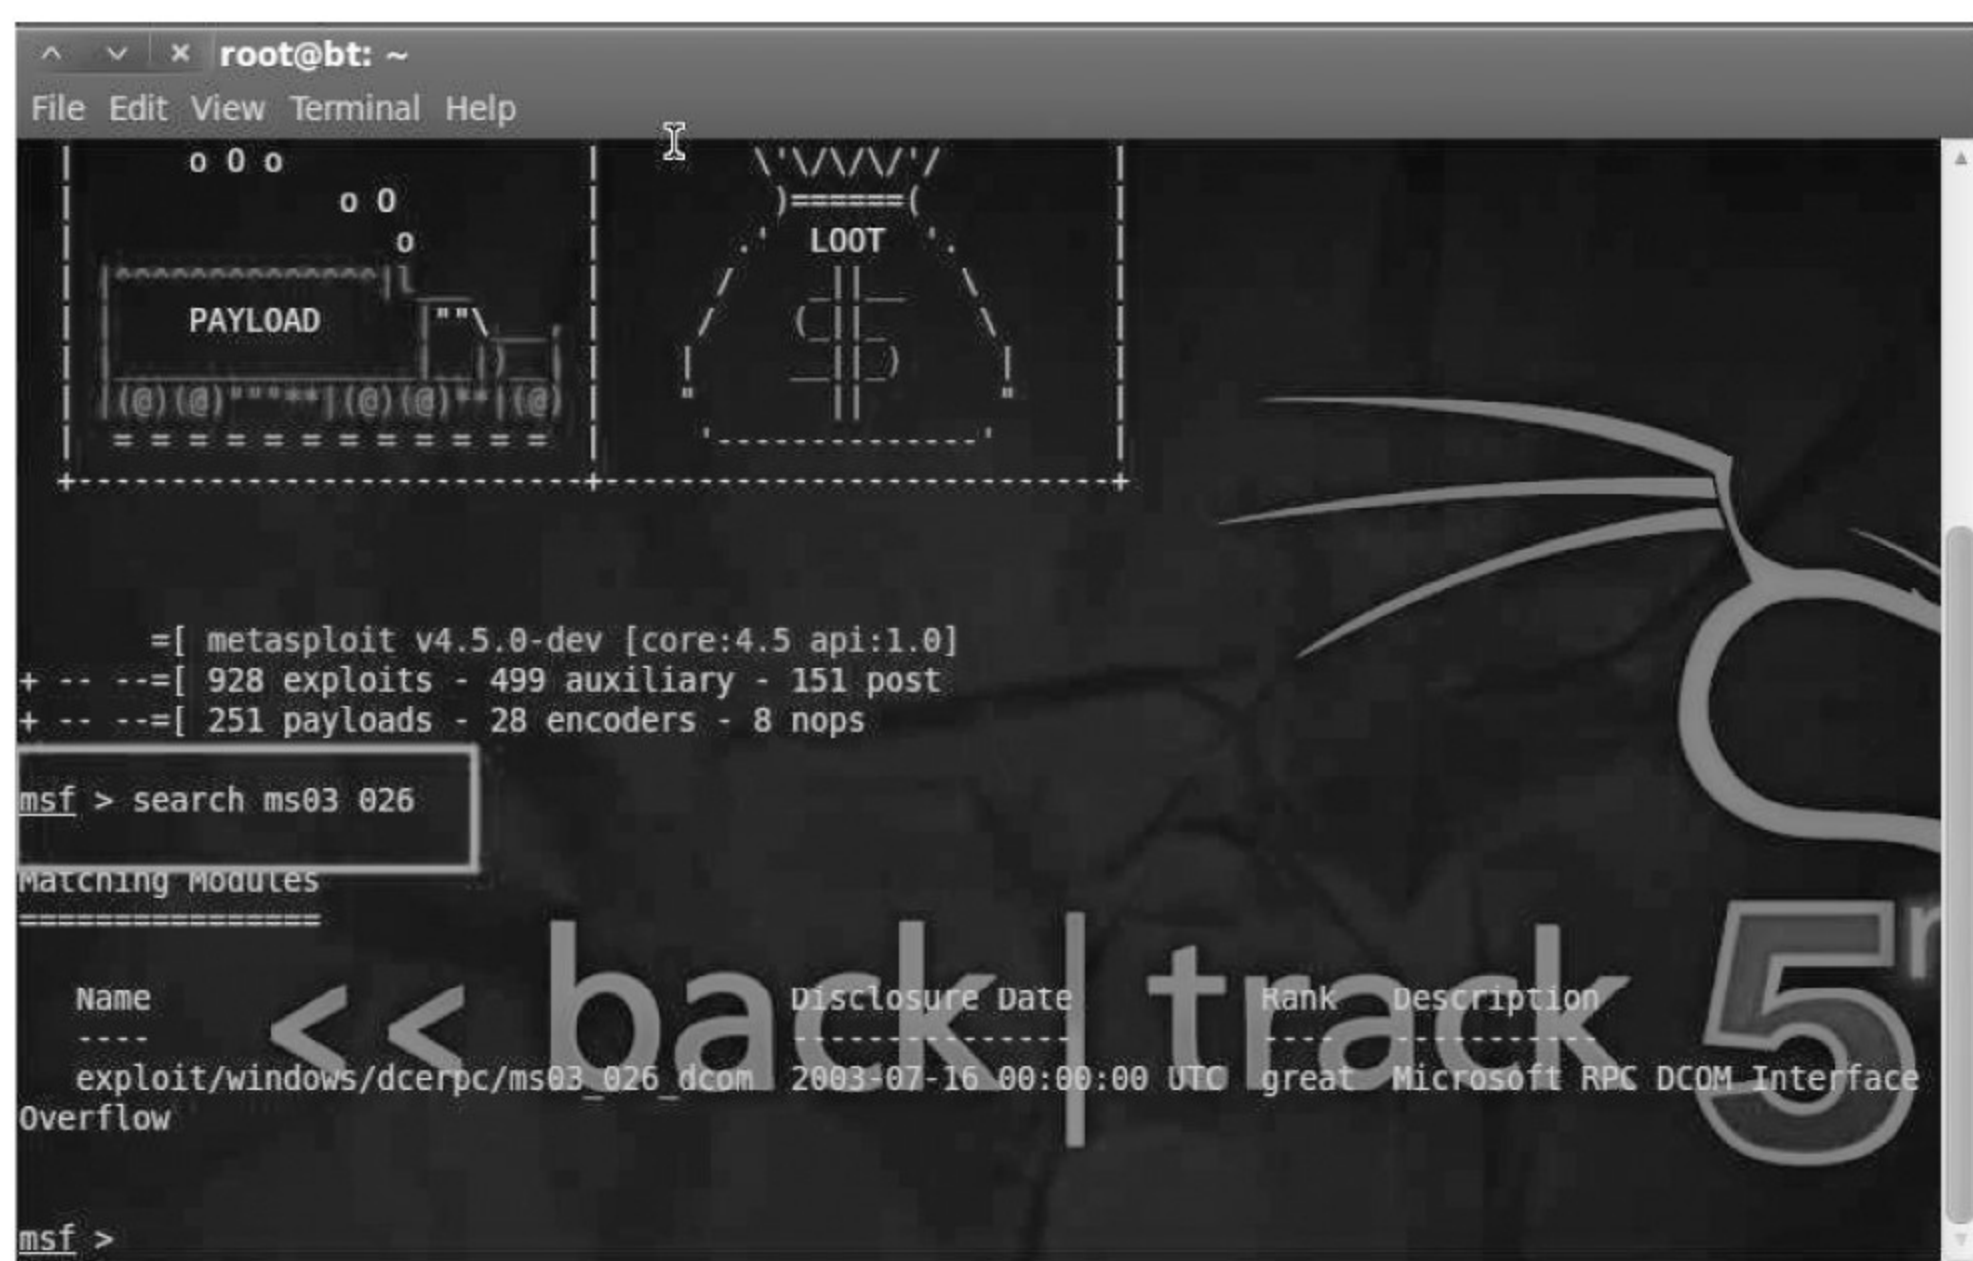 root@bt: ~
File Edit View Terminal Help
o O o
o O
o
PAYLOAD
LOOT
=[ metasploit v4.5.0-dev [core:4.5 api:1.0]
+ -- --=[ 928 exploits - 499 auxiliary - 151 post
+ -- --=[ 251 payloads - 28 encoders - 8 nops
msf > search ms03 026
Matching Modules
================
Name Disclosure Date Rank Description
---- --------------- ---- -----------
exploit/windows/dcerpc/ms03_026_dcom 2003-07-16 00:00:00 UTC great Microsoft RPC DCOM Interface
Overflow
<< back | track 5
msf >